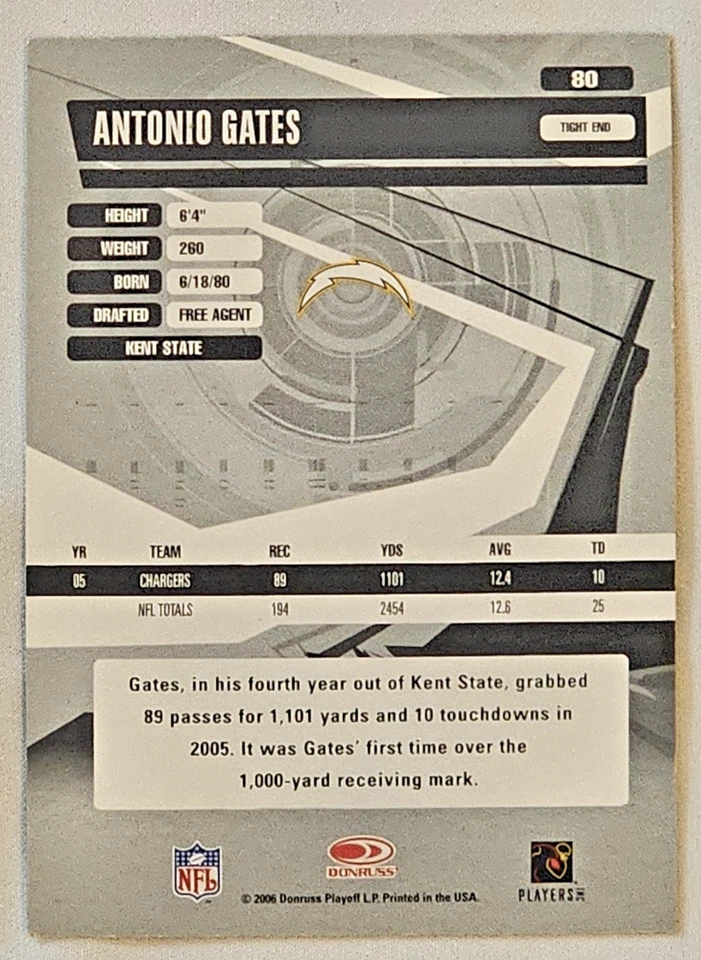 80
ANTONIO GATES
TIGHT END
HEIGHT 6'4"
WEIGHT 260
BORN 6/18/80
DRAFTED FREE AGENT
KENT STATE
YR TEAM REC YDS AVG TD
05 CHARGERS 89 1101 12.4 10
NFL TOTALS 194 2454 12.6 25
Gates, in his fourth year out of Kent State, grabbed
89 passes for 1,101 yards and 10 touchdowns in
2005. It was Gates' first time over the
1,000-yard receiving mark.
NFL
DONRUSS
© 2006 Donruss Playoff L.P. Printed in the USA.
PLAYERS INC